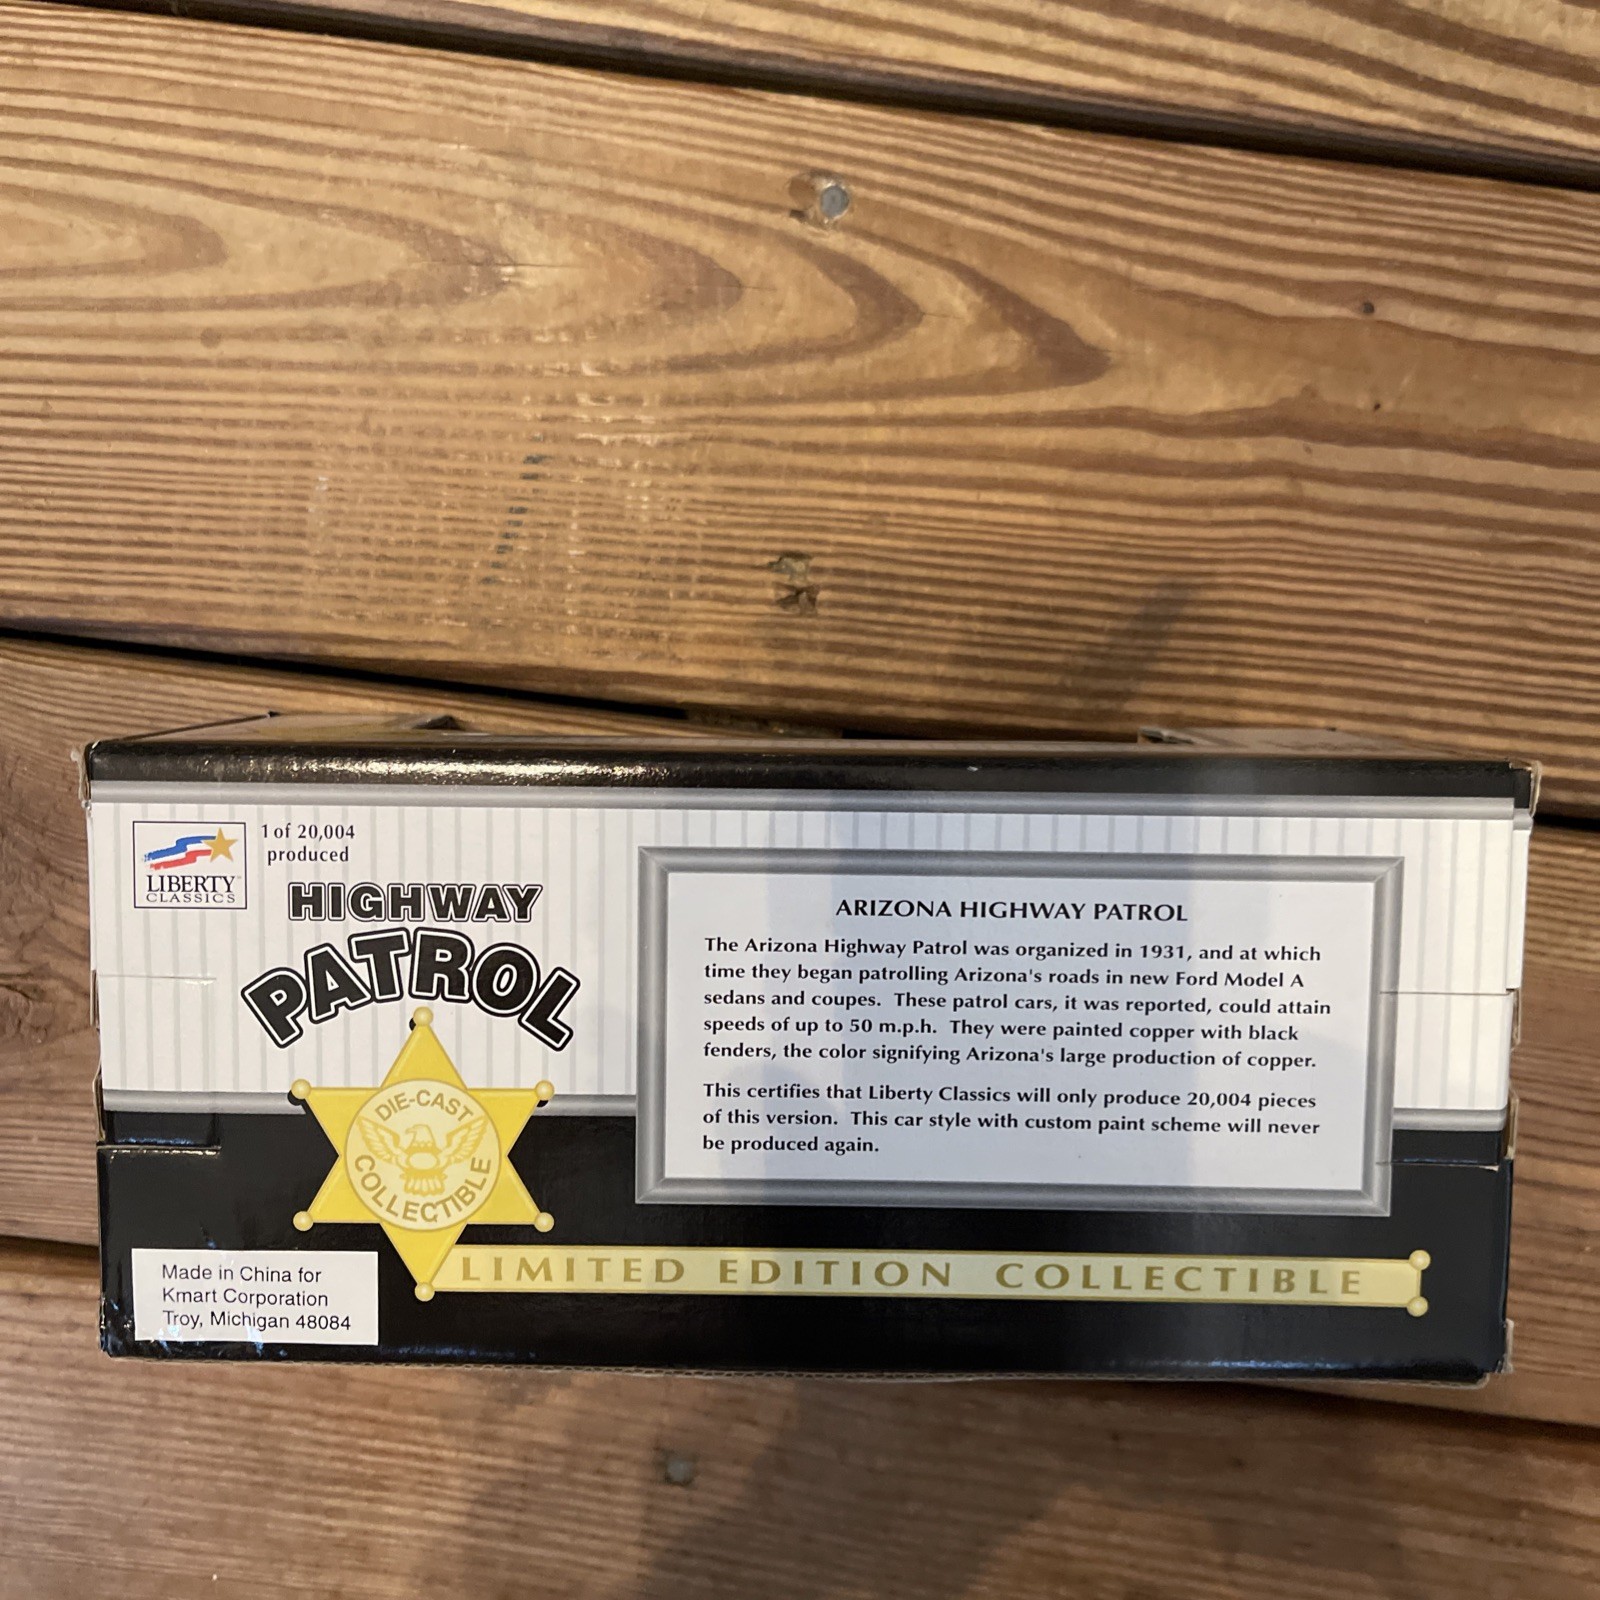 LIBERTY
CLASSICS
1 of 20,004
produced
HIGHWAY
PATROL
DIE-CAST
COLLECTIBLE
ARIZONA HIGHWAY PATROL
The Arizona Highway Patrol was organized in 1931, and at which
time they began patrolling Arizona's roads in new Ford Model A
sedans and coupes.  These patrol cars, it was reported, could attain
speeds of up to 50 m.p.h.  They were painted copper with black
fenders, the color signifying Arizona's large production of copper.
This certifies that Liberty Classics will only produce 20,004 pieces
of this version.  This car style with custom paint scheme will never
be produced again.
LIMITED EDITION COLLECTIBLE
Made in China for
Kmart Corporation
Troy, Michigan 48084